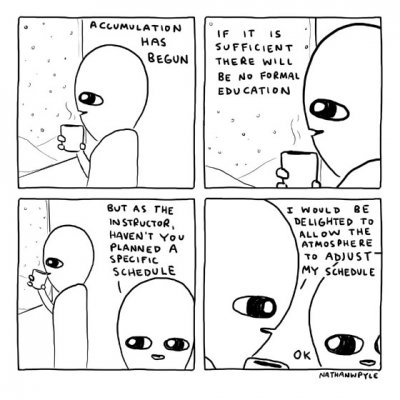 ACCUMULATION
HAS
BEGUN
IF IT IS
SUFFICIENT
THERE WILL
BE NO FORMAL
EDUCATION
BUT AS THE
INSTRUCTOR,
HAVEN'T YOU
PLANNED A
SPECIFIC
SCHEDULE
I WOULD BE
DELIGHTED TO
ALLOW THE
ATMOSPHERE
TO ADJUST
MY SCHEDULE
OK
NATHANWPYLE